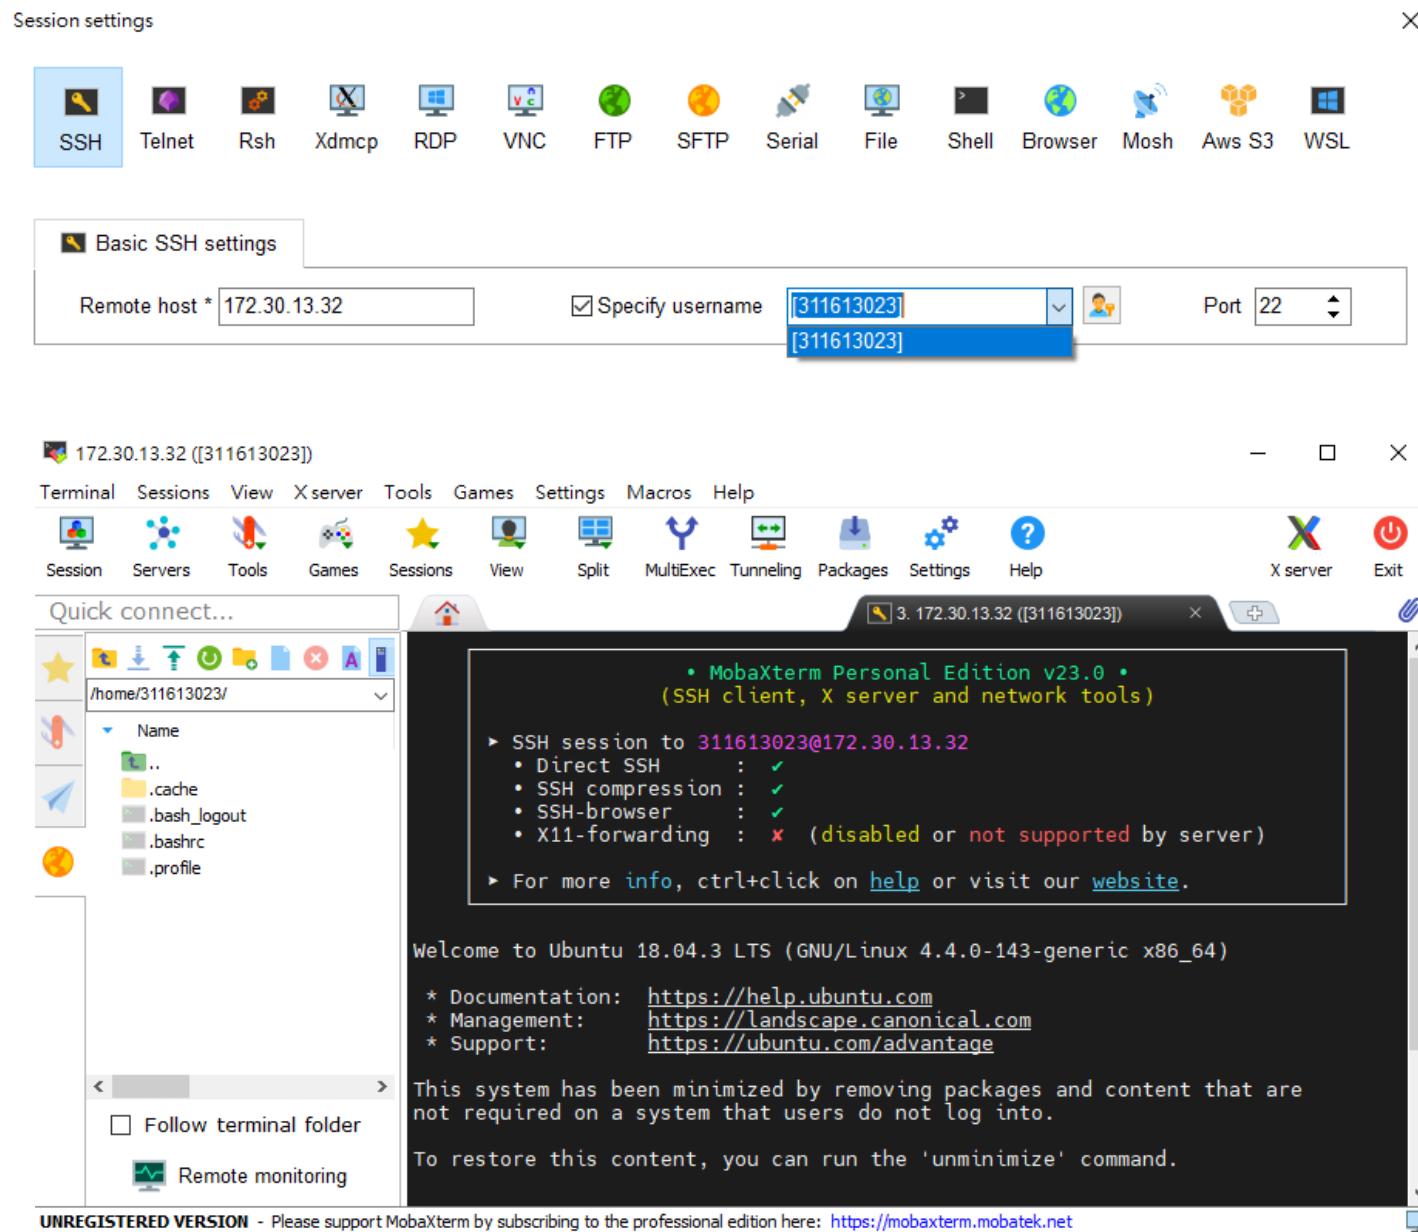 Session settings
SSH Telnet Rsh Xdmcp RDP VNC FTP SFTP Serial File Shell Browser Mosh Aws S3 WSL
Basic SSH settings
Remote host * 172.30.13.32 Specify username [311613023] Port 22
[311613023]
172.30.13.32 ([311613023])
Terminal Sessions View X server Tools Games Settings Macros Help
Session Servers Tools Games Sessions View Split MultiExec Tunneling Packages Settings Help X server Exit
Quick connect...
3. 172.30.13.32 ([311613023])
/home/311613023/
Name
..
.cache
.bash_logout
.bashrc
.profile
Follow terminal folder
Remote monitoring
• MobaXterm Personal Edition v23.0 •
(SSH client, X server and network tools)
➤ SSH session to 311613023@172.30.13.32
• Direct SSH : ✔
• SSH compression : ✔
• SSH-browser : ✔
• X11-forwarding : ✘ (disabled or not supported by server)
➤ For more info, ctrl+click on help or visit our website.
Welcome to Ubuntu 18.04.3 LTS (GNU/Linux 4.4.0-143-generic x86_64)
* Documentation: https://help.ubuntu.com
* Management: https://landscape.canonical.com
* Support: https://ubuntu.com/advantage
This system has been minimized by removing packages and content that are
not required on a system that users do not log into.
To restore this content, you can run the 'unminimize' command.
UNREGISTERED VERSION - Please support MobaXterm by subscribing to the professional edition here: https://mobaxterm.mobatek.net